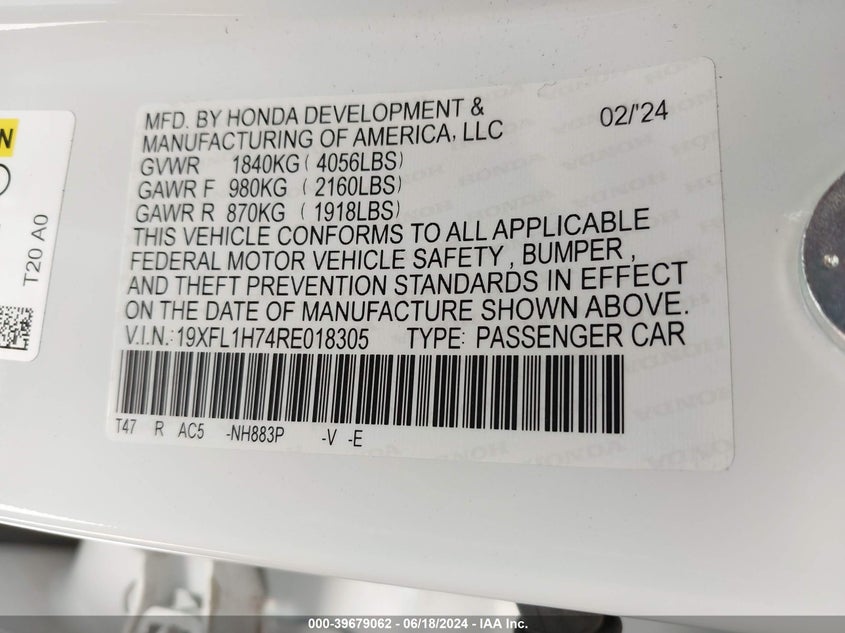 MFD. BY HONDA DEVELOPMENT & 02/'24
MANUFACTURING OF AMERICA, LLC
GVWR 1840KG (4056LBS)
GAWR F 980KG (2160LBS)
GAWR R 870KG (1918LBS)
THIS VEHICLE CONFORMS TO ALL APPLICABLE
FEDERAL MOTOR VEHICLE SAFETY, BUMPER,
AND THEFT PREVENTION STANDARDS IN EFFECT
ON THE DATE OF MANUFACTURE SHOWN ABOVE.
V.I.N.: 19XFL1H74RE018305 TYPE: PASSENGER CAR
T47 R AC5 -NH883P -V -E
T20 A0
000-39679062 - 06/18/2024 - IAA Inc.